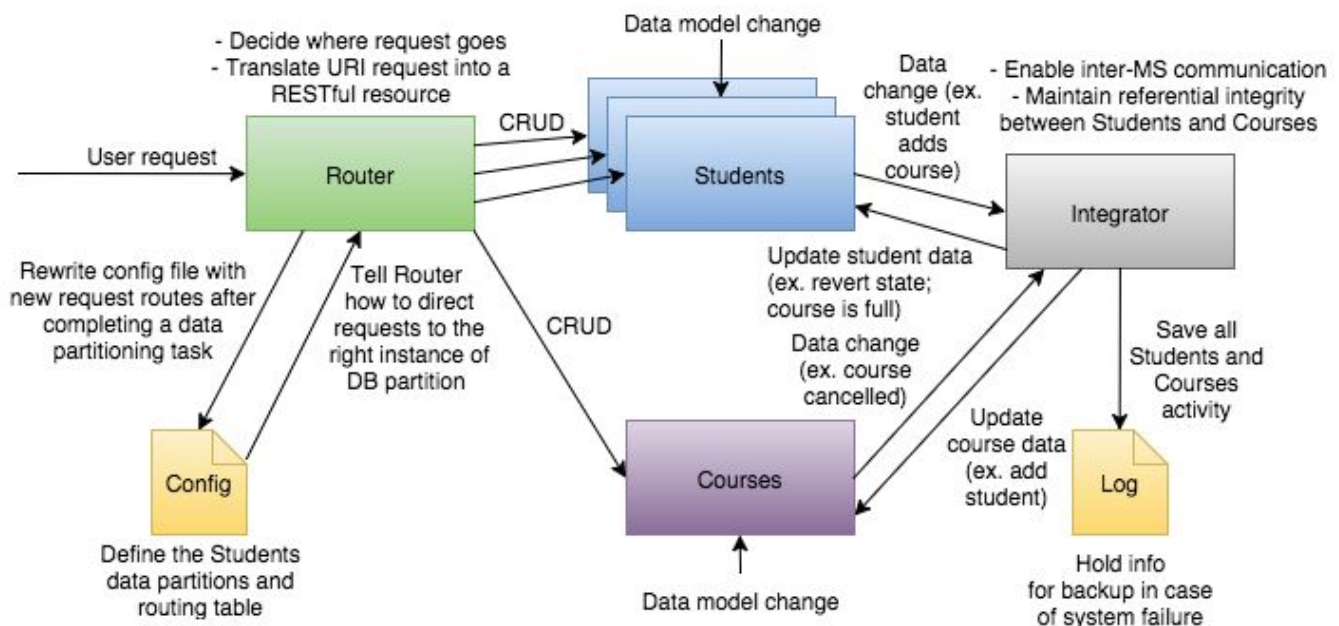 Data model change
- Decide where request goes
- Translate URI request into a
RESTful resource
Data
change (ex.
student
adds
course)
- Enable inter-MS communication
- Maintain referential integrity
between Students and Courses
User request
Router
CRUD
Students
Integrator
Rewrite config file with
new request routes after
completing a data
partitioning task
Tell Router
how to direct
requests to the
right instance of
DB partition
CRUD
Update student data
(ex. revert state;
course is full)
Data change
(ex. course
cancelled)
Save all
Students and
Courses
activity
Config
Courses
Update
course data
(ex. add
student)
Log
Define the Students
data partitions and
routing table
Data model change
Hold info
for backup in case
of system failure